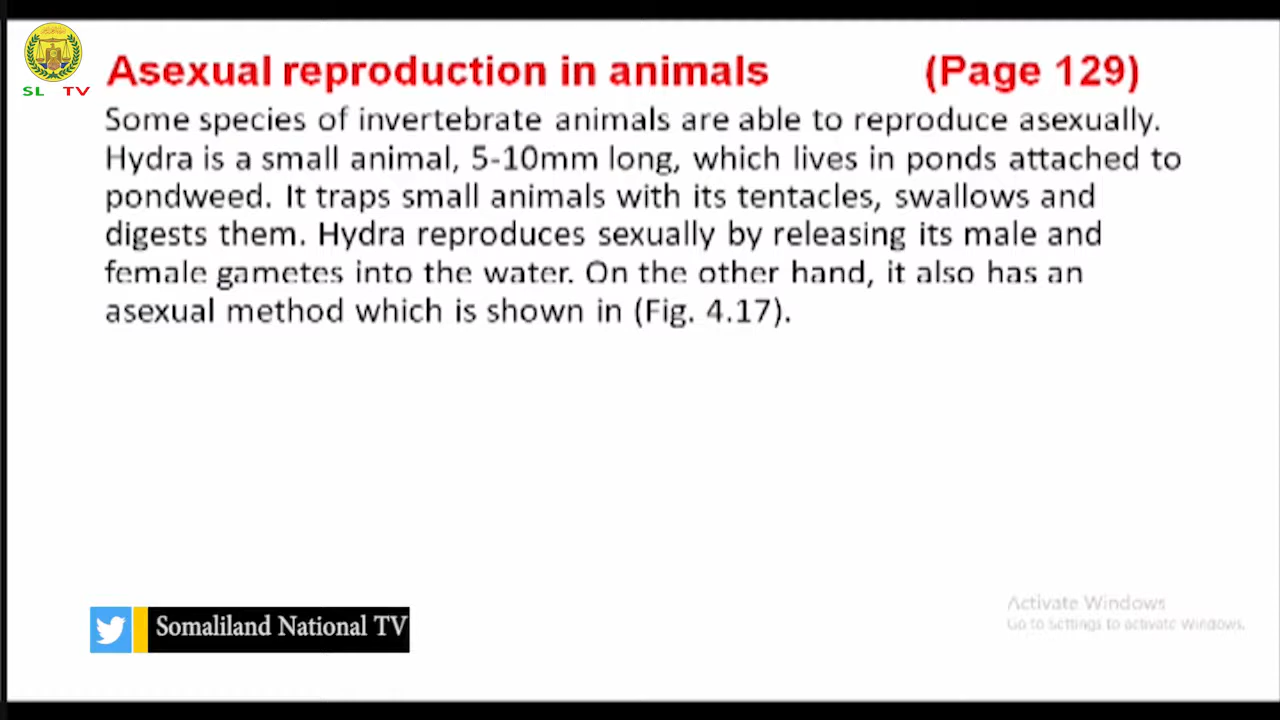 SL TV
Asexual reproduction in animals (Page 129)
Some species of invertebrate animals are able to reproduce asexually.
Hydra is a small animal, 5-10mm long, which lives in ponds attached to
pondweed. It traps small animals with its tentacles, swallows and
digests them. Hydra reproduces sexually by releasing its male and
female gametes into the water. On the other hand, it also has an
asexual method which is shown in (Fig. 4.17).
Somaliland National TV
Activate Windows
Go to Settings to activate Windows.